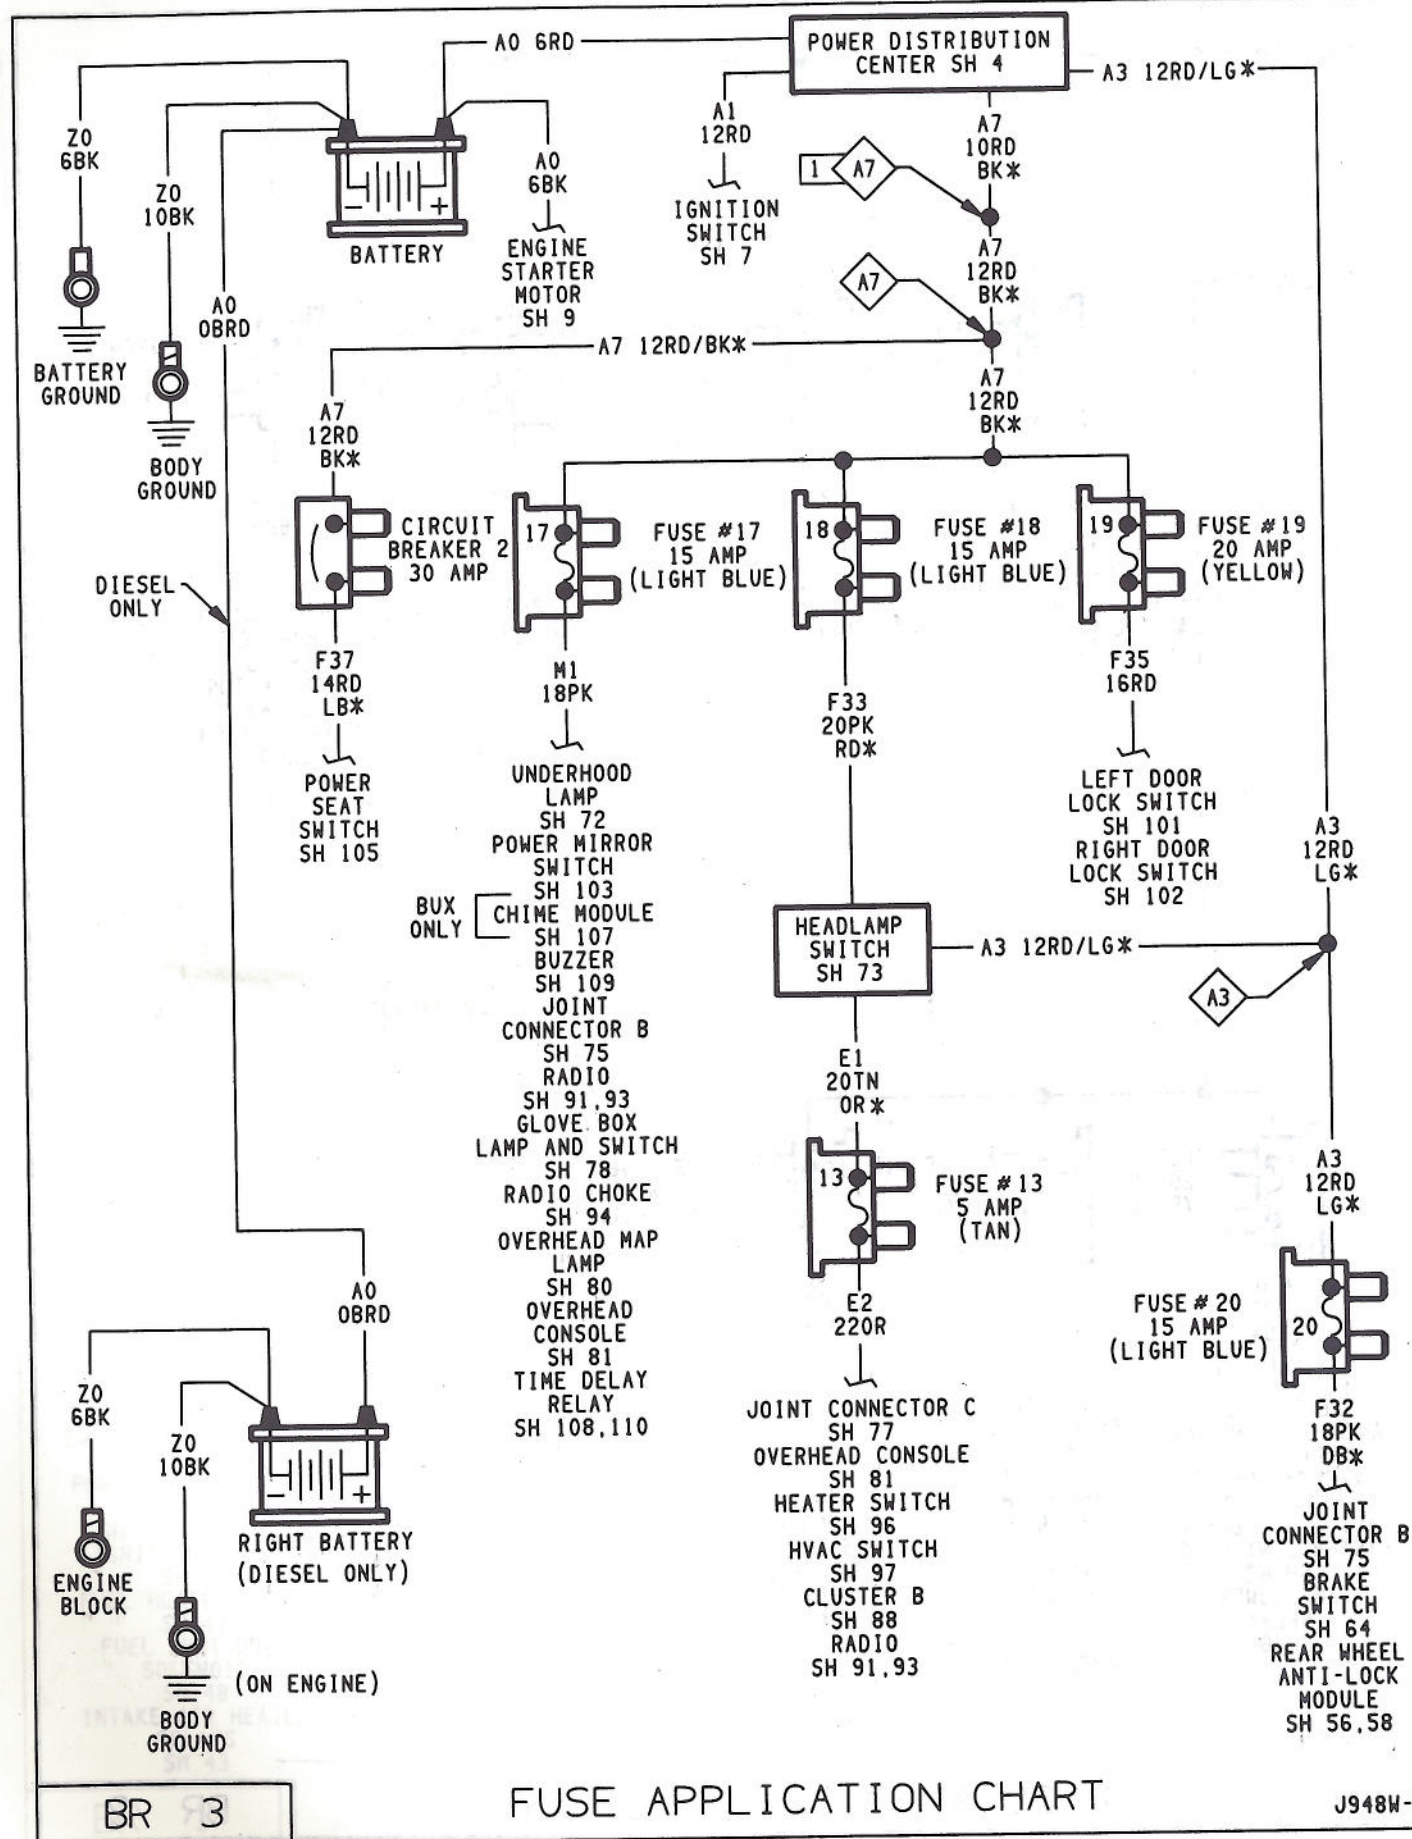 A0 6RD
POWER DISTRIBUTION
CENTER SH 4
A3 12RD/LG*
Z0
6BK
Z0
10BK
A0
0BRD
A0
6BK
BATTERY
ENGINE
STARTER
MOTOR
SH 9
A1
12RD
IGNITION
SWITCH
SH 7
A7
10RD
BK*
1
A7
A7
12RD
BK*
A7
A7 12RD/BK*
A7
12RD
BK*
BATTERY
GROUND
BODY
GROUND
DIESEL
ONLY
A7
12RD
BK*
CIRCUIT
BREAKER 2
30 AMP
17
FUSE #17
15 AMP
(LIGHT BLUE)
18
FUSE #18
15 AMP
(LIGHT BLUE)
19
FUSE #19
20 AMP
(YELLOW)
F37
14RD
LB*
POWER
SEAT
SWITCH
SH 105
M1
18PK
UNDERHOOD
LAMP
SH 72
POWER MIRROR
SWITCH
SH 103
BUX
ONLY
CHIME MODULE
SH 107
BUZZER
SH 109
JOINT
CONNECTOR B
SH 75
RADIO
SH 91,93
GLOVE BOX
LAMP AND SWITCH
SH 78
RADIO CHOKE
SH 94
OVERHEAD MAP
LAMP
SH 80
OVERHEAD
CONSOLE
SH 81
TIME DELAY
RELAY
SH 108,110
F33
20PK
RD*
F35
16RD
LEFT DOOR
LOCK SWITCH
SH 101
RIGHT DOOR
LOCK SWITCH
SH 102
A3
12RD
LG*
HEADLAMP
SWITCH
SH 73
A3 12RD/LG*
A3
E1
20TN
OR*
13
FUSE #13
5 AMP
(TAN)
E2
22OR
JOINT CONNECTOR C
SH 77
OVERHEAD CONSOLE
SH 81
HEATER SWITCH
SH 96
HVAC SWITCH
SH 97
CLUSTER B
SH 88
RADIO
SH 91,93
A3
12RD
LG*
FUSE #20
15 AMP
(LIGHT BLUE)
20
F32
18PK
DB*
JOINT
CONNECTOR B
SH 75
BRAKE
SWITCH
SH 64
REAR WHEEL
ANTI-LOCK
MODULE
SH 56,58
A0
0BRD
Z0
6BK
Z0
10BK
RIGHT BATTERY
(DIESEL ONLY)
ENGINE
BLOCK
(ON ENGINE)
BODY
GROUND
BR 3
FUSE APPLICATION CHART
J948W-